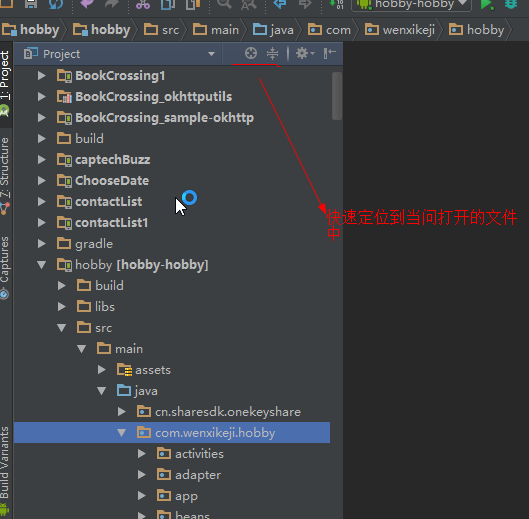 hobby-hobby
hobby hobby src main java com wenxikeji hobby
Project
1: Project
BookCrossing1
BookCrossing_okhttputils
BookCrossing_sample-okhttp
build
captechBuzz
ChooseDate
contactList
contactList1
gradle
hobby [hobby-hobby]
build
libs
src
main
assets
java
cn.sharesdk.onekeyshare
com.wenxikeji.hobby
activities
adapter
app
beans
7: Structure
Captures
Build Variants
快速定位到当问打开的文件
中